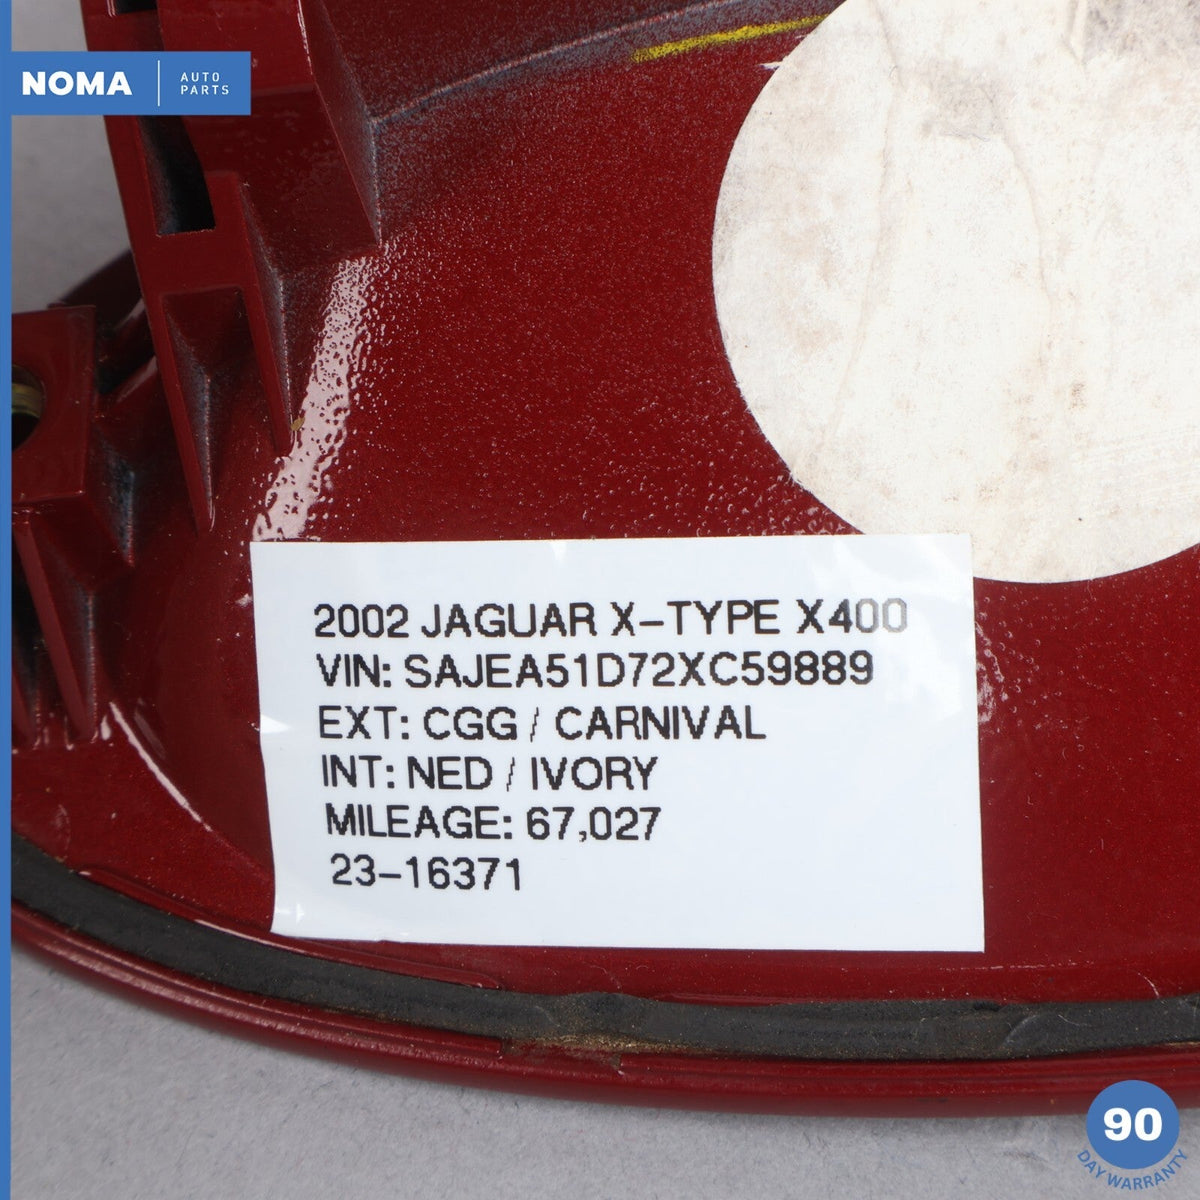 NOMA
AUTO
PARTS
2002 JAGUAR X-TYPE X400
VIN: SAJEA51D72XC59889
EXT: CGG / CARNIVAL
INT: NED / IVORY
MILEAGE: 67,027
23-16371
90
DAY WARRANTY